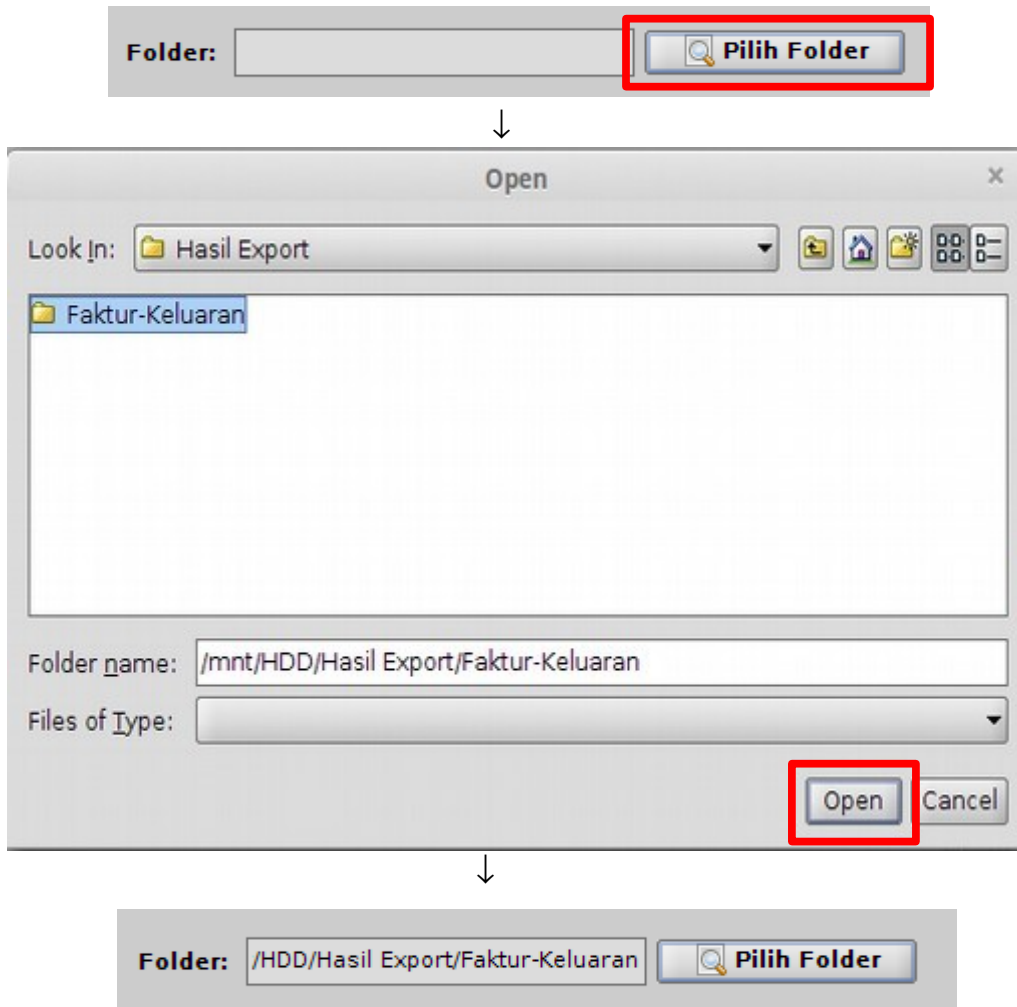 Folder: Pilih Folder
↓
Open
Look In: Hasil Export
Faktur-Keluaran
Folder name: /mnt/HDD/Hasil Export/Faktur-Keluaran
Files of Type:
Open Cancel
↓
Folder: /HDD/Hasil Export/Faktur-Keluaran Pilih Folder